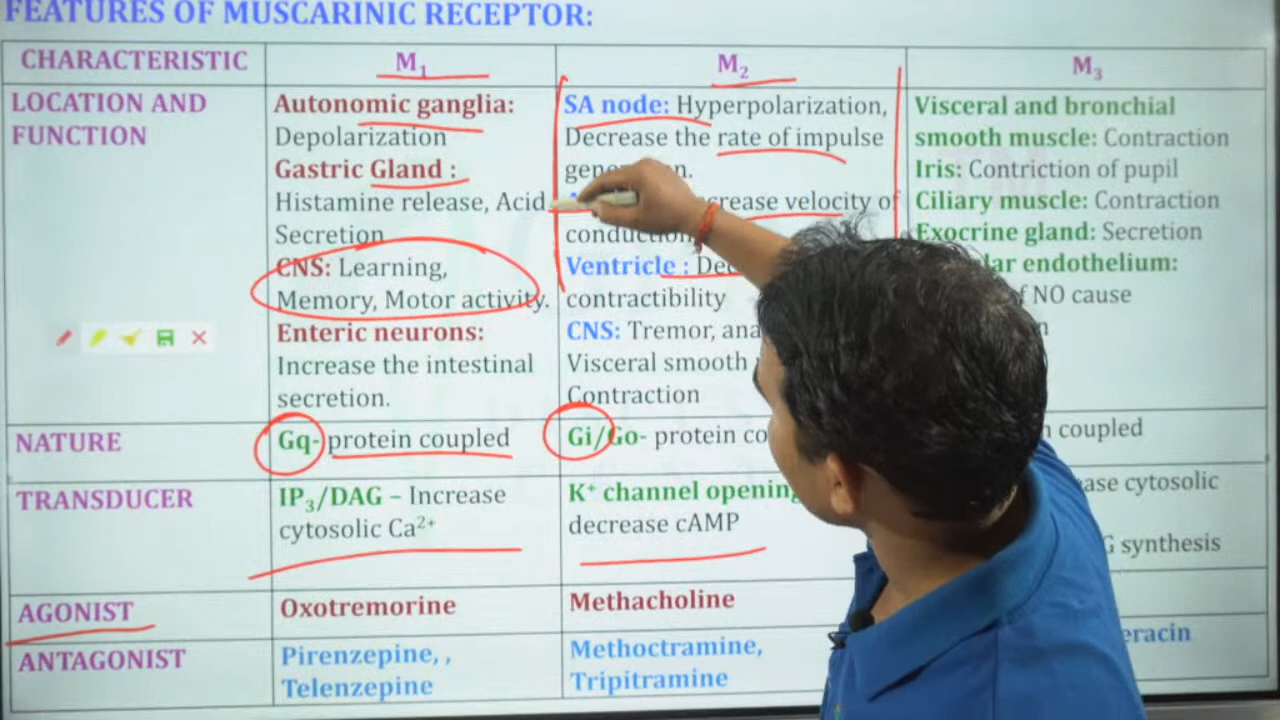 FEATURES OF MUSCARINIC RECEPTOR:
CHARACTERISTIC
M1
M2
M3
LOCATION AND
FUNCTION
Autonomic ganglia:
Depolarization
Gastric Gland :
Histamine release, Acid
Secretion
CNS: Learning,
Memory, Motor activity.
Enteric neurons:
Increase the intestinal
secretion.
SA node: Hyperpolarization,
Decrease the rate of impulse
velocity of
conduction
Ventricle :
contractibility
CNS: Tremor,
Visceral smooth
Contraction
Visceral and bronchial
smooth muscle: Contraction
Iris: Contriction of pupil
Ciliary muscle: Contraction
Exocrine gland: Secretion
endothelium:
of NO cause
NATURE
Gq- protein coupled
Gi/Go- protein
coupled
TRANSDUCER
IP3/DAG – Increase
cytosolic Ca2+
K+ channel opening
decrease cAMP
cytosolic
synthesis
AGONIST
Oxotremorine
Methacholine
ANTAGONIST
Pirenzepine, ,
Telenzepine
Methoctramine,
Tripitramine